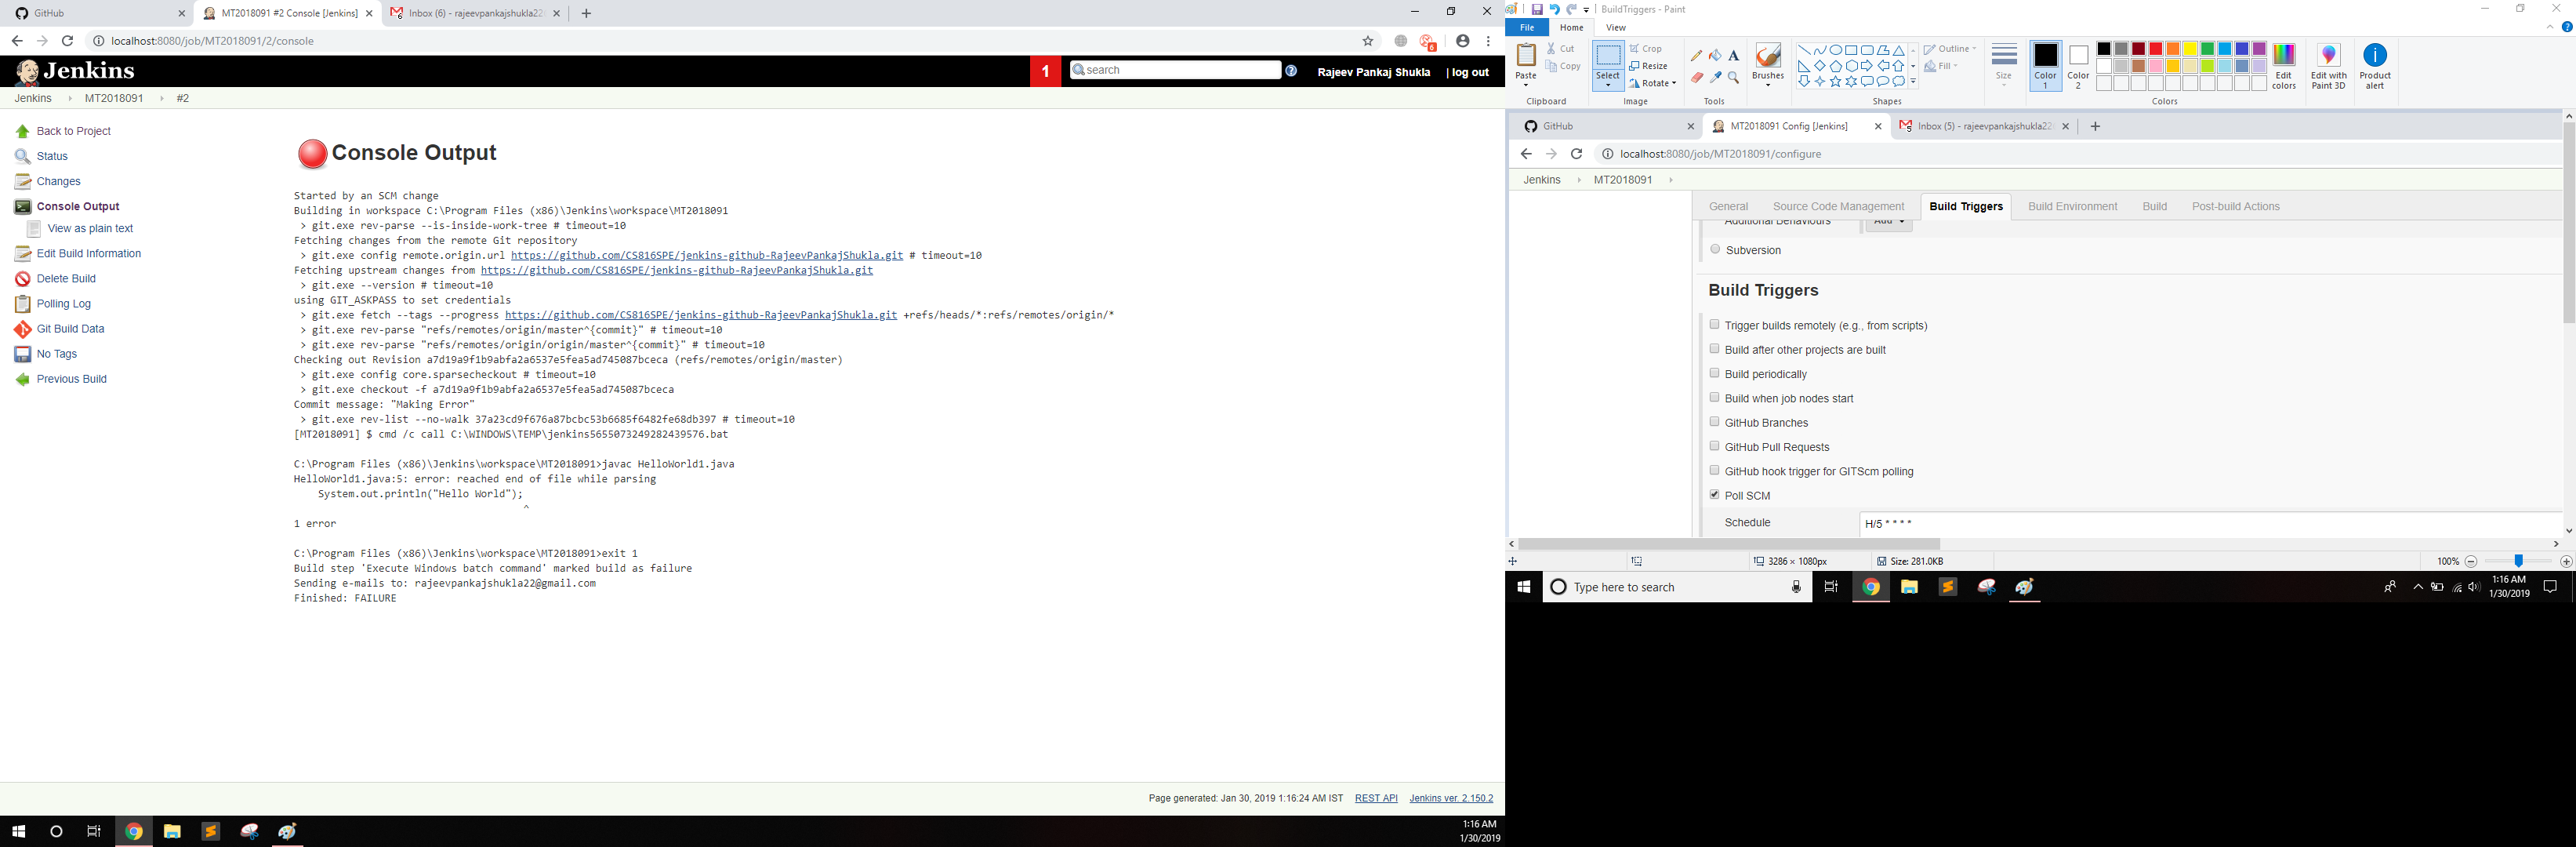 GitHub
MT2018091 #2 Console [Jenkins]
Inbox (6) - rajeevpankajshukla22
localhost:8080/job/MT2018091/2/console
6
Jenkins
1
search
Rajeev Pankaj Shukla
| log out
Jenkins
MT2018091
#2
Back to Project
Status
Changes
Console Output
View as plain text
Edit Build Information
Delete Build
Polling Log
Git Build Data
No Tags
Previous Build
Console Output
Started by an SCM change
Building in workspace C:\Program Files (x86)\Jenkins\workspace\MT2018091
> git.exe rev-parse --is-inside-work-tree # timeout=10
Fetching changes from the remote Git repository
> git.exe config remote.origin.url https://github.com/CS816SPE/jenkins-github-RajeevPankajShukla.git # timeout=10
Fetching upstream changes from https://github.com/CS816SPE/jenkins-github-RajeevPankajShukla.git
> git.exe --version # timeout=10
using GIT_ASKPASS to set credentials
> git.exe fetch --tags --progress https://github.com/CS816SPE/jenkins-github-RajeevPankajShukla.git +refs/heads/*:refs/remotes/origin/*
> git.exe rev-parse "refs/remotes/origin/master^{commit}" # timeout=10
> git.exe rev-parse "refs/remotes/origin/origin/master^{commit}" # timeout=10
Checking out Revision a7d19a9f1b9abfa2a6537e5fea5ad745087bceca (refs/remotes/origin/master)
> git.exe config core.sparsecheckout # timeout=10
> git.exe checkout -f a7d19a9f1b9abfa2a6537e5fea5ad745087bceca
Commit message: "Making Error"
> git.exe rev-list --no-walk 37a23cd9f676a87bcbc53b6685f6482fe68db397 # timeout=10
[MT2018091] $ cmd /c call C:\WINDOWS\TEMP\jenkins5655073249282439576.bat
C:\Program Files (x86)\Jenkins\workspace\MT2018091>javac HelloWorld1.java
HelloWorld1.java:5: error: reached end of file while parsing
System.out.println("Hello World");
^
1 error
C:\Program Files (x86)\Jenkins\workspace\MT2018091>exit 1
Build step 'Execute Windows batch command' marked build as failure
Sending e-mails to: rajeevpankajshukla22@gmail.com
Finished: FAILURE
Page generated: Jan 30, 2019 1:16:24 AM IST
REST API
Jenkins ver. 2.150.2
1:16 AM
1/30/2019
BuildTriggers - Paint
File
Home
View
Paste
Cut
Copy
Clipboard
Select
Crop
Resize
Rotate
Image
A
Tools
Brushes
Outline
Fill
Shapes
Size
Color 1
Color 2
Edit colors
Colors
Edit with Paint 3D
Product alert
GitHub
MT2018091 Config [Jenkins]
Inbox (5) - rajeevpankajshukla22
localhost:8080/job/MT2018091/configure
Jenkins
MT2018091
General
Source Code Management
Build Triggers
Build Environment
Build
Post-build Actions
Additional Behaviours
Add
Subversion
Build Triggers
Trigger builds remotely (e.g., from scripts)
Build after other projects are built
Build periodically
Build when job nodes start
GitHub Branches
GitHub Pull Requests
GitHub hook trigger for GITScm polling
Poll SCM
Schedule
H/5 * * * *
3286 × 1080px
Size: 281.0KB
100%
Type here to search
1:16 AM
1/30/2019